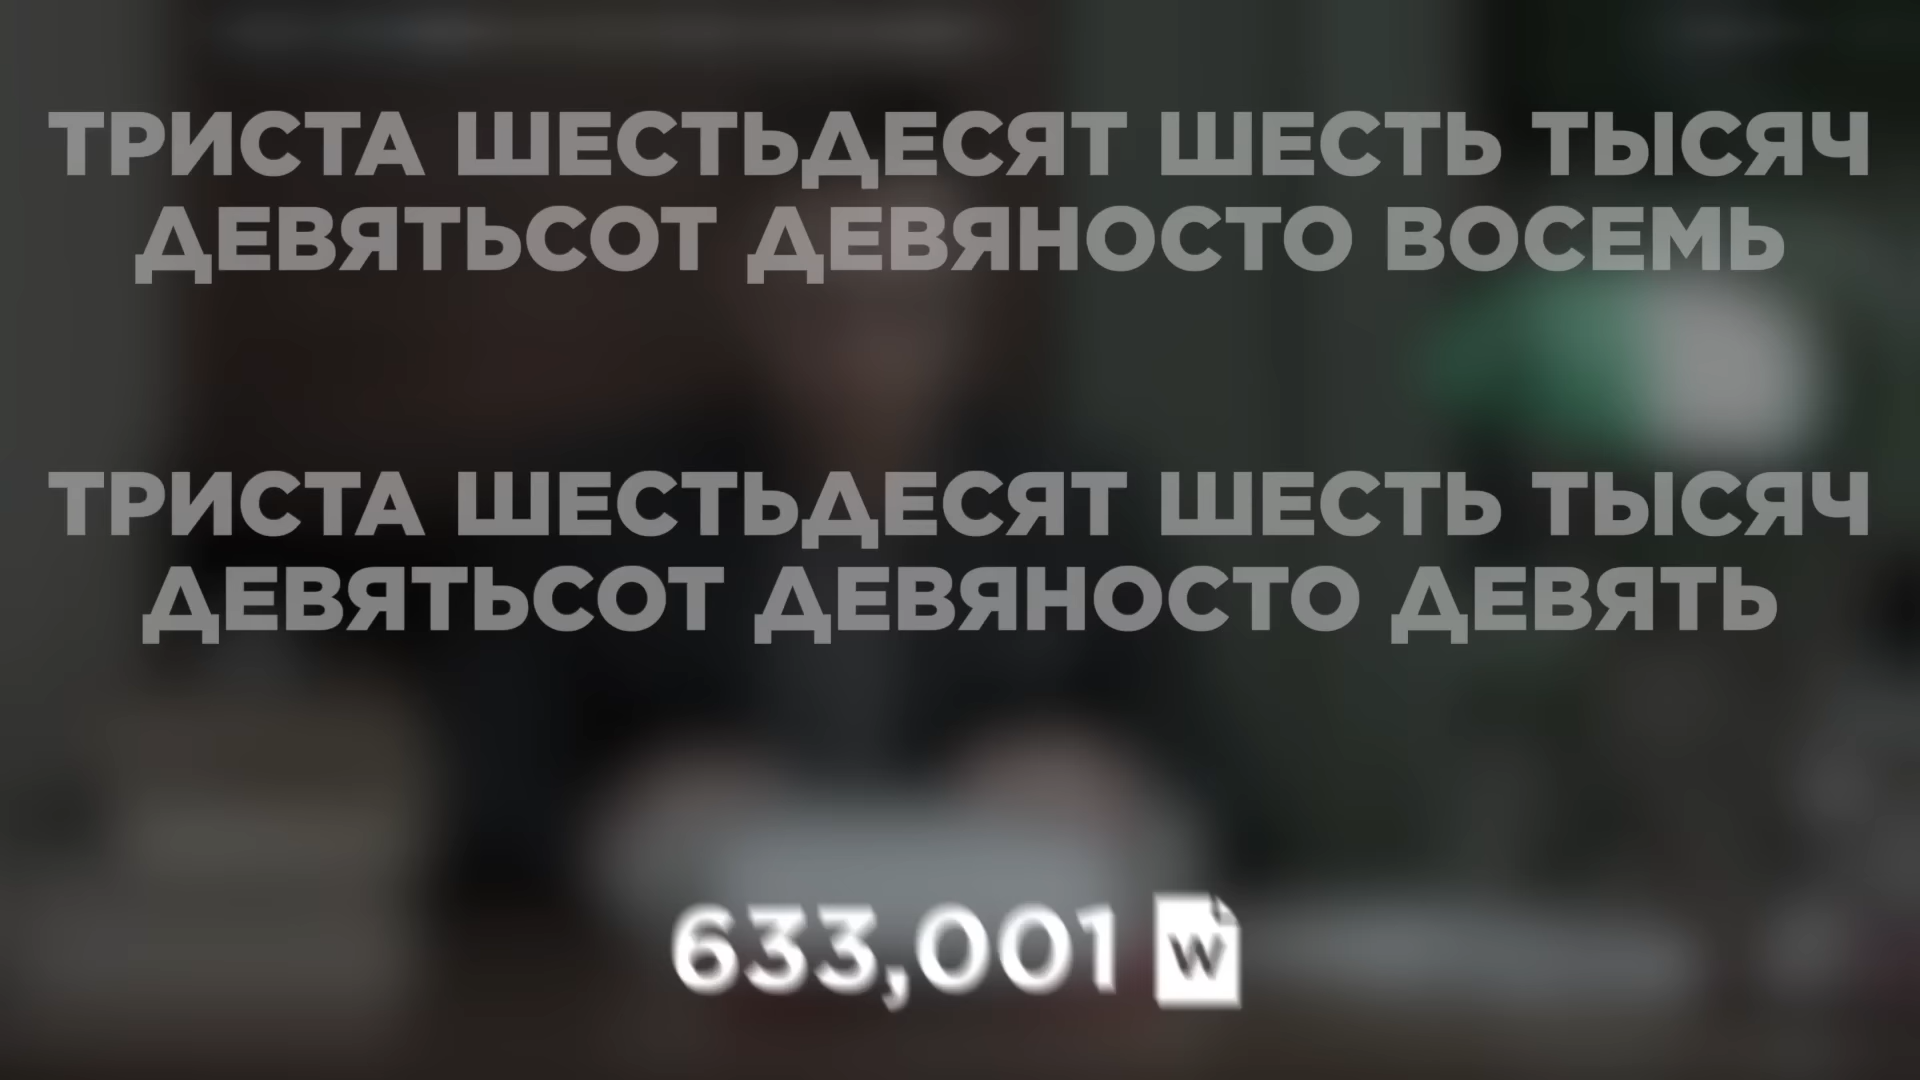 ТРИСТА ШЕСТЬДЕСЯТ ШЕСТЬ ТЫСЯЧ
ДЕВЯТЬСОТ ДЕВЯНОСТО ВОСЕМЬ
ТРИСТА ШЕСТЬДЕСЯТ ШЕСТЬ ТЫСЯЧ
ДЕВЯТЬСОТ ДЕВЯНОСТО ДЕВЯТЬ
633,001 W